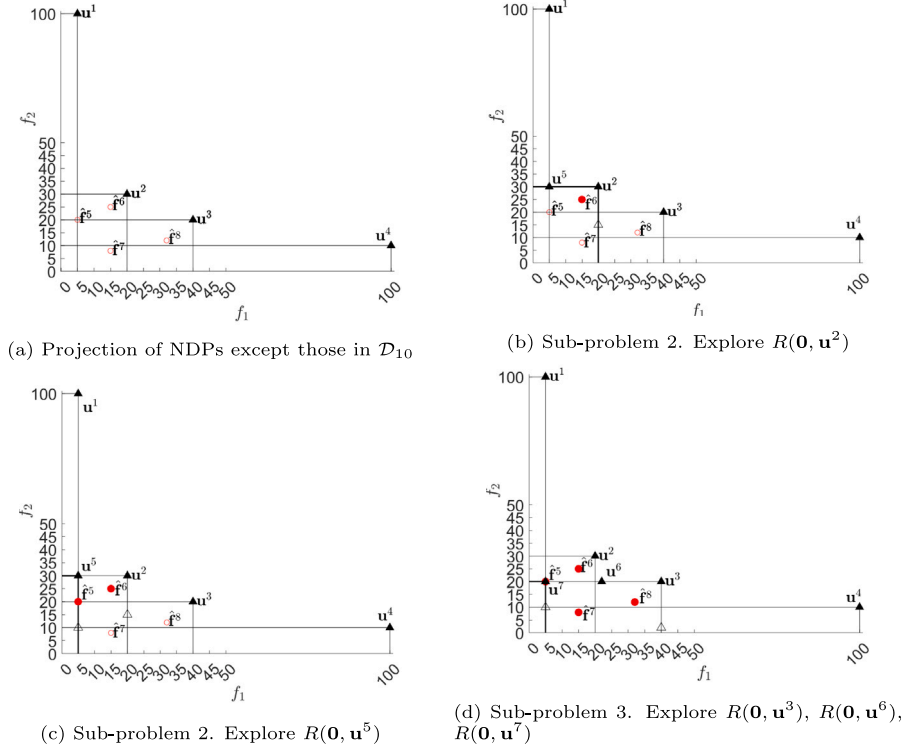 100
u¹
f₂
50
45
40
35
30
25
20
15
10
5
0
u²
f̂⁶
f̂⁵
u³
f̂⁸
f̂⁷
u⁴
0 5 10 15 20 25 30 35 40 45 50 100
f₁
(a) Projection of NDPs except those in 𝒟₁₀
100
u¹
f₂
50
45
40
35
30
25
20
15
10
5
0
u⁵
u²
f̂⁶
f̂⁵
u³
f̂⁸
f̂⁷
u⁴
0 5 10 15 20 25 30 35 40 45 50 100
f₁
(b) Sub-problem 2. Explore R(0, u²)
100
u¹
f₂
50
45
40
35
30
25
20
15
10
5
0
u⁵
u²
f̂⁵
f̂⁶
u³
f̂⁸
f̂⁷
u⁴
0 5 10 15 20 25 30 35 40 45 50 100
f₁
(c) Sub-problem 2. Explore R(0, u⁵)
100
u¹
f₂
50
45
40
35
30
25
20
15
10
5
0
u²
f̂⁵
f̂⁶
u⁶
u³
u⁷
f̂⁸
f̂⁷
u⁴
0 5 10 15 20 25 30 35 40 45 50 100
f₁
(d) Sub-problem 3. Explore R(0, u³), R(0, u⁶),
R(0, u⁷)